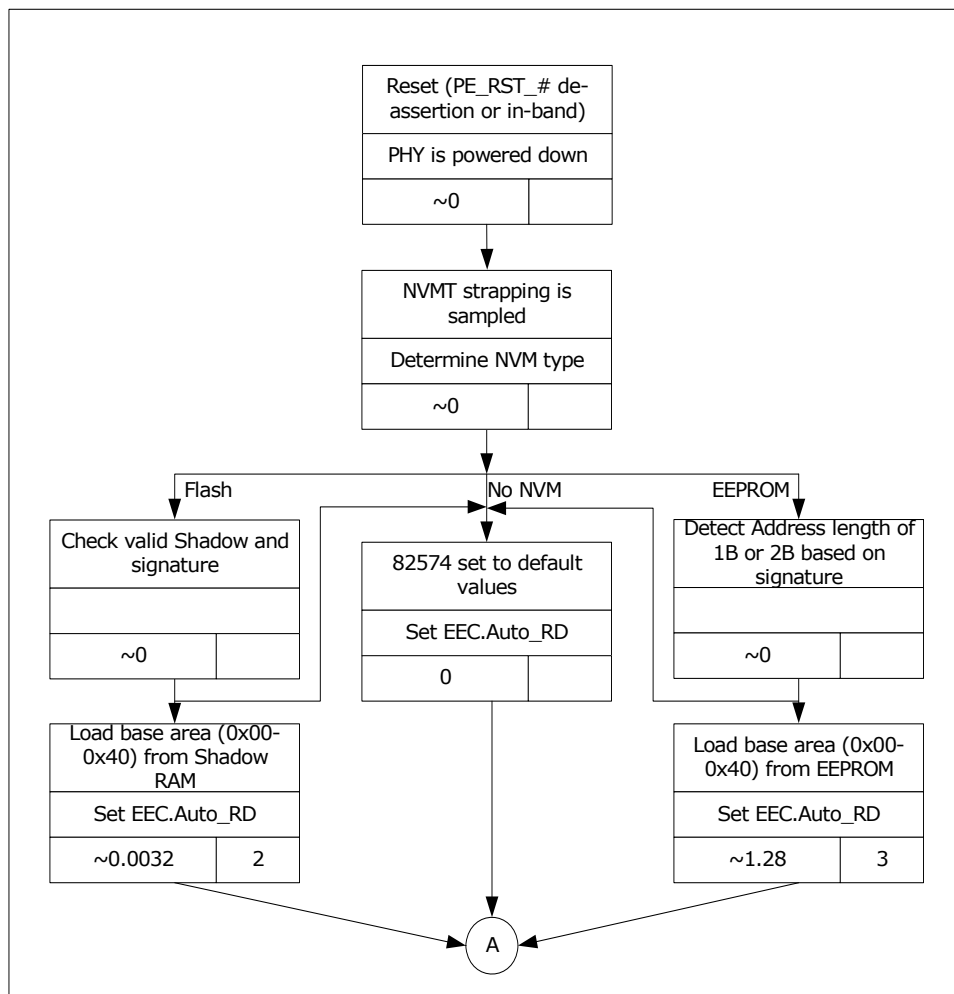 Reset (PE_RST_# de-
assertion or in-band)
PHY is powered down
~0
NVMT strapping is
sampled
Determine NVM type
~0
Flash
No NVM
EEPROM
Check valid Shadow and
signature
~0
82574 set to default
values
Set EEC.Auto_RD
0
Detect Address length of
1B or 2B based on
signature
~0
Load base area (0x00-
0x40) from Shadow
RAM
Set EEC.Auto_RD
~0.0032
2
Load base area (0x00-
0x40) from EEPROM
Set EEC.Auto_RD
~1.28
3
A